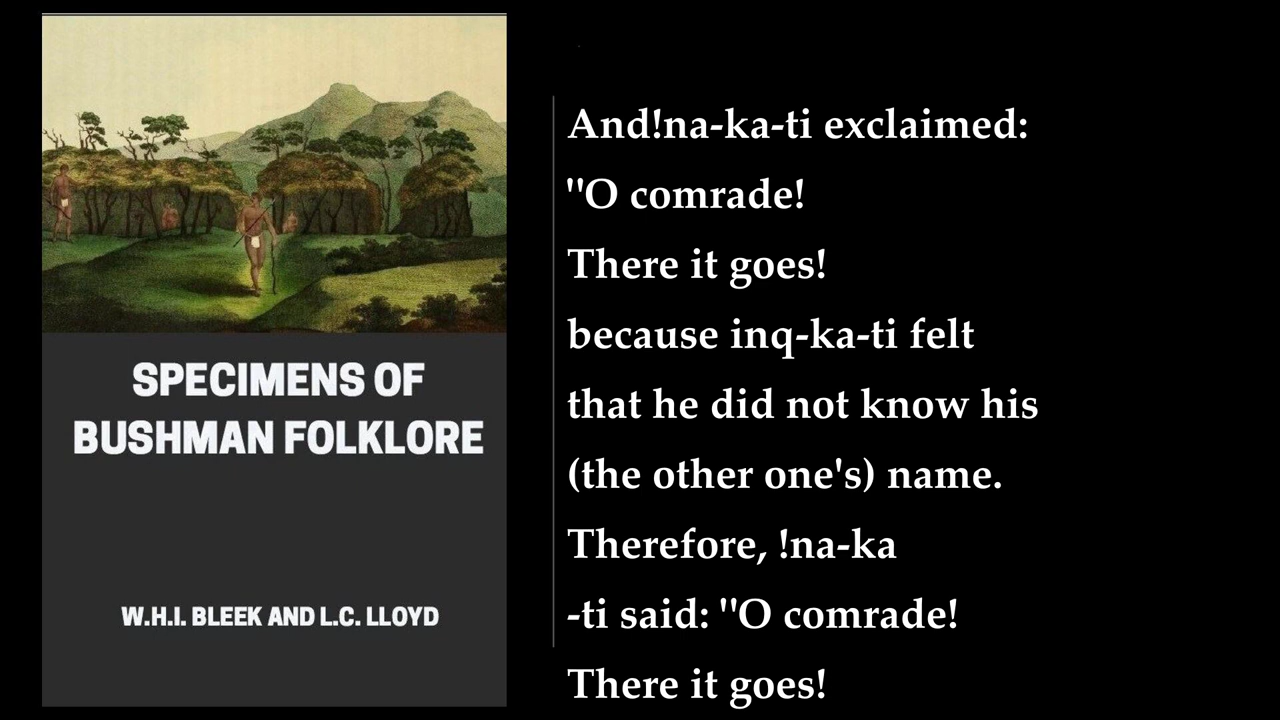 SPECIMENS OF
BUSHMAN FOLKLORE
W.H.I. BLEEK AND L.C. LLOYD
And!na-ka-ti exclaimed:
"O comrade!
There it goes!
because inq-ka-ti felt
that he did not know his
(the other one's) name.
Therefore, !na-ka
-ti said: "O comrade!
There it goes!